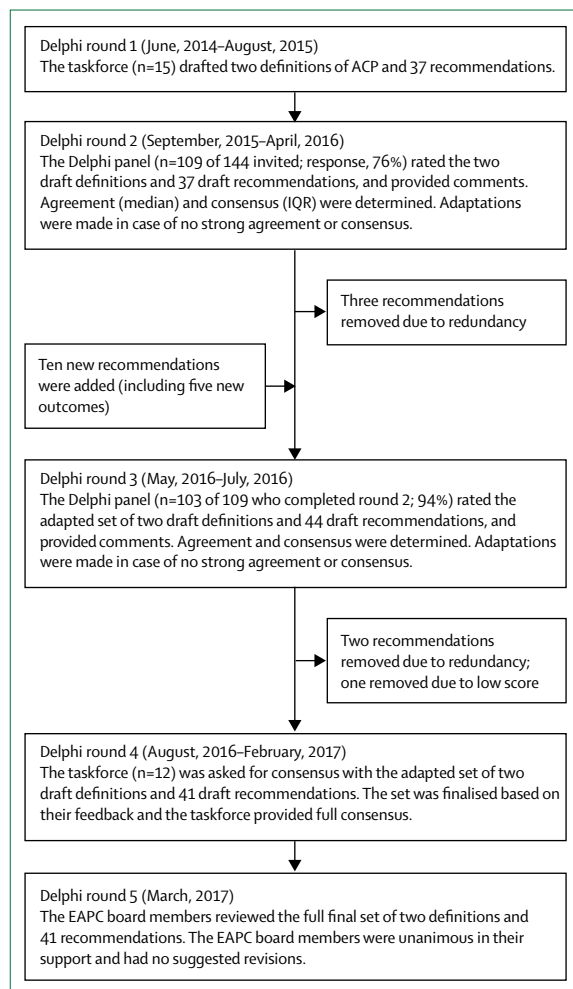 Delphi round 1 (June, 2014–August, 2015)
The taskforce (n=15) drafted two definitions of ACP and 37 recommendations.
Delphi round 2 (September, 2015–April, 2016)
The Delphi panel (n=109 of 144 invited; response, 76%) rated the two
draft definitions and 37 draft recommendations, and provided comments.
Agreement (median) and consensus (IQR) were determined. Adaptations
were made in case of no strong agreement or consensus.
Three recommendations
removed due to redundancy
Ten new recommendations
were added (including five new
outcomes)
Delphi round 3 (May, 2016–July, 2016)
The Delphi panel (n=103 of 109 who completed round 2; 94%) rated the
adapted set of two draft definitions and 44 draft recommendations, and
provided comments. Agreement and consensus were determined. Adaptations
were made in case of no strong agreement or consensus.
Two recommendations
removed due to redundancy;
one removed due to low score
Delphi round 4 (August, 2016–February, 2017)
The taskforce (n=12) was asked for consensus with the adapted set of two
draft definitions and 41 draft recommendations. The set was finalised based on
their feedback and the taskforce provided full consensus.
Delphi round 5 (March, 2017)
The EAPC board members reviewed the full final set of two definitions and
41 recommendations. The EAPC board members were unanimous in their
support and had no suggested revisions.